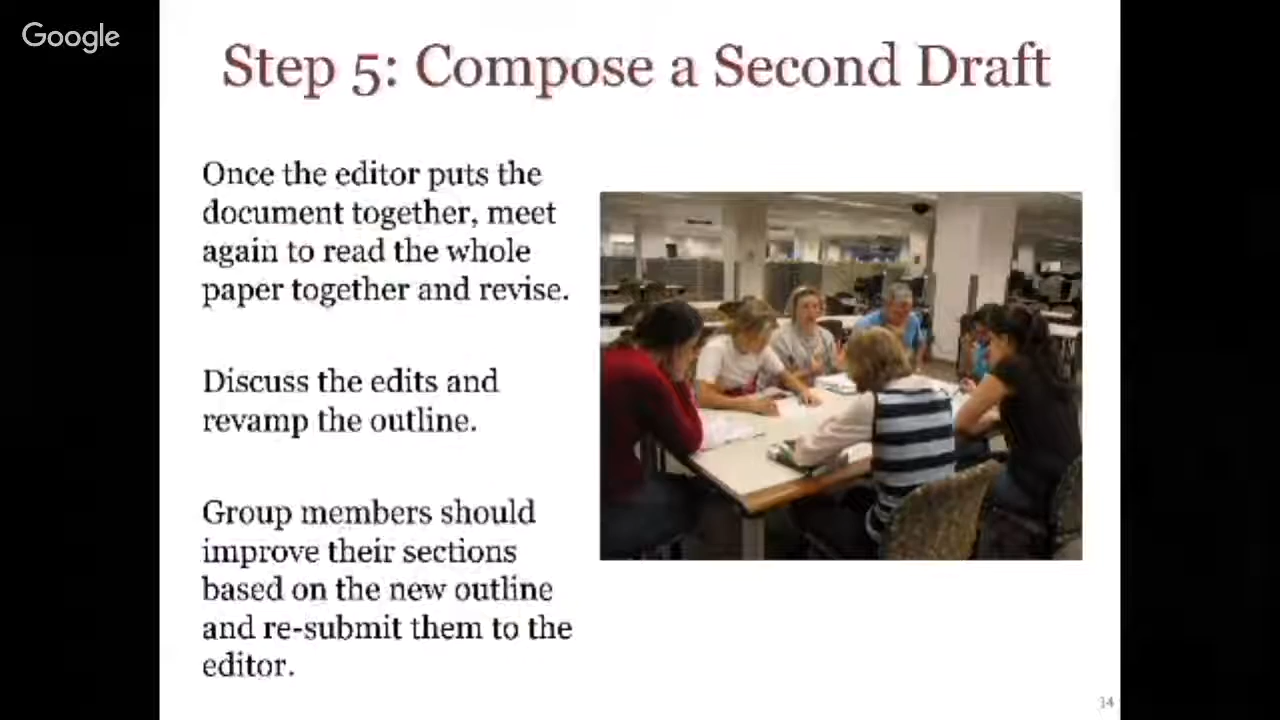 Google
Step 5: Compose a Second Draft
Once the editor puts the
document together, meet
again to read the whole
paper together and revise.
Discuss the edits and
revamp the outline.
Group members should
improve their sections
based on the new outline
and re-submit them to the
editor.
14